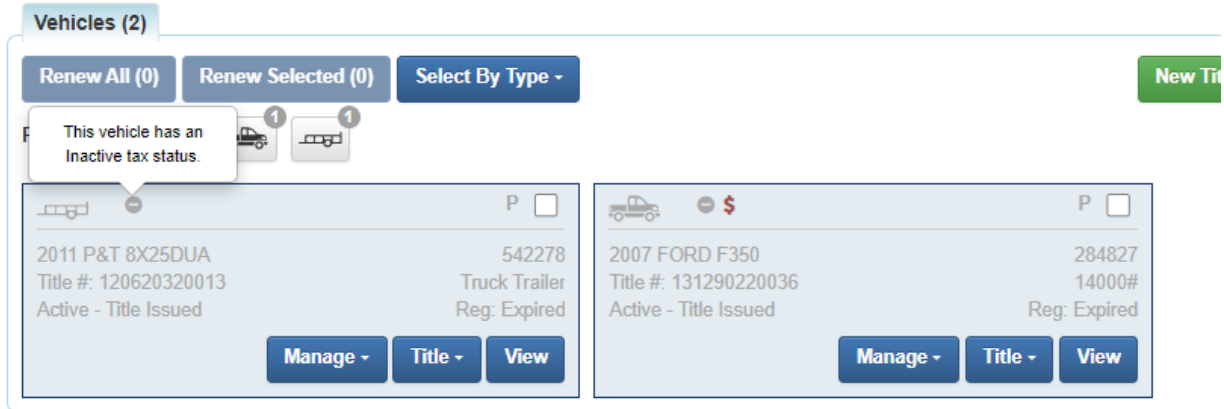 Vehicles (2)
Renew All (0) Renew Selected (0) Select By Type
New Tit
This vehicle has an
Inactive tax status.
1 1
P
P
2011 P&T 8X25DUA 542278
Title #: 120620320013 Truck Trailer
Active - Title Issued Reg: Expired
Manage Title View
$ P
2007 FORD F350 284827
Title #: 131290220036 14000#
Active - Title Issued Reg: Expired
Manage Title View